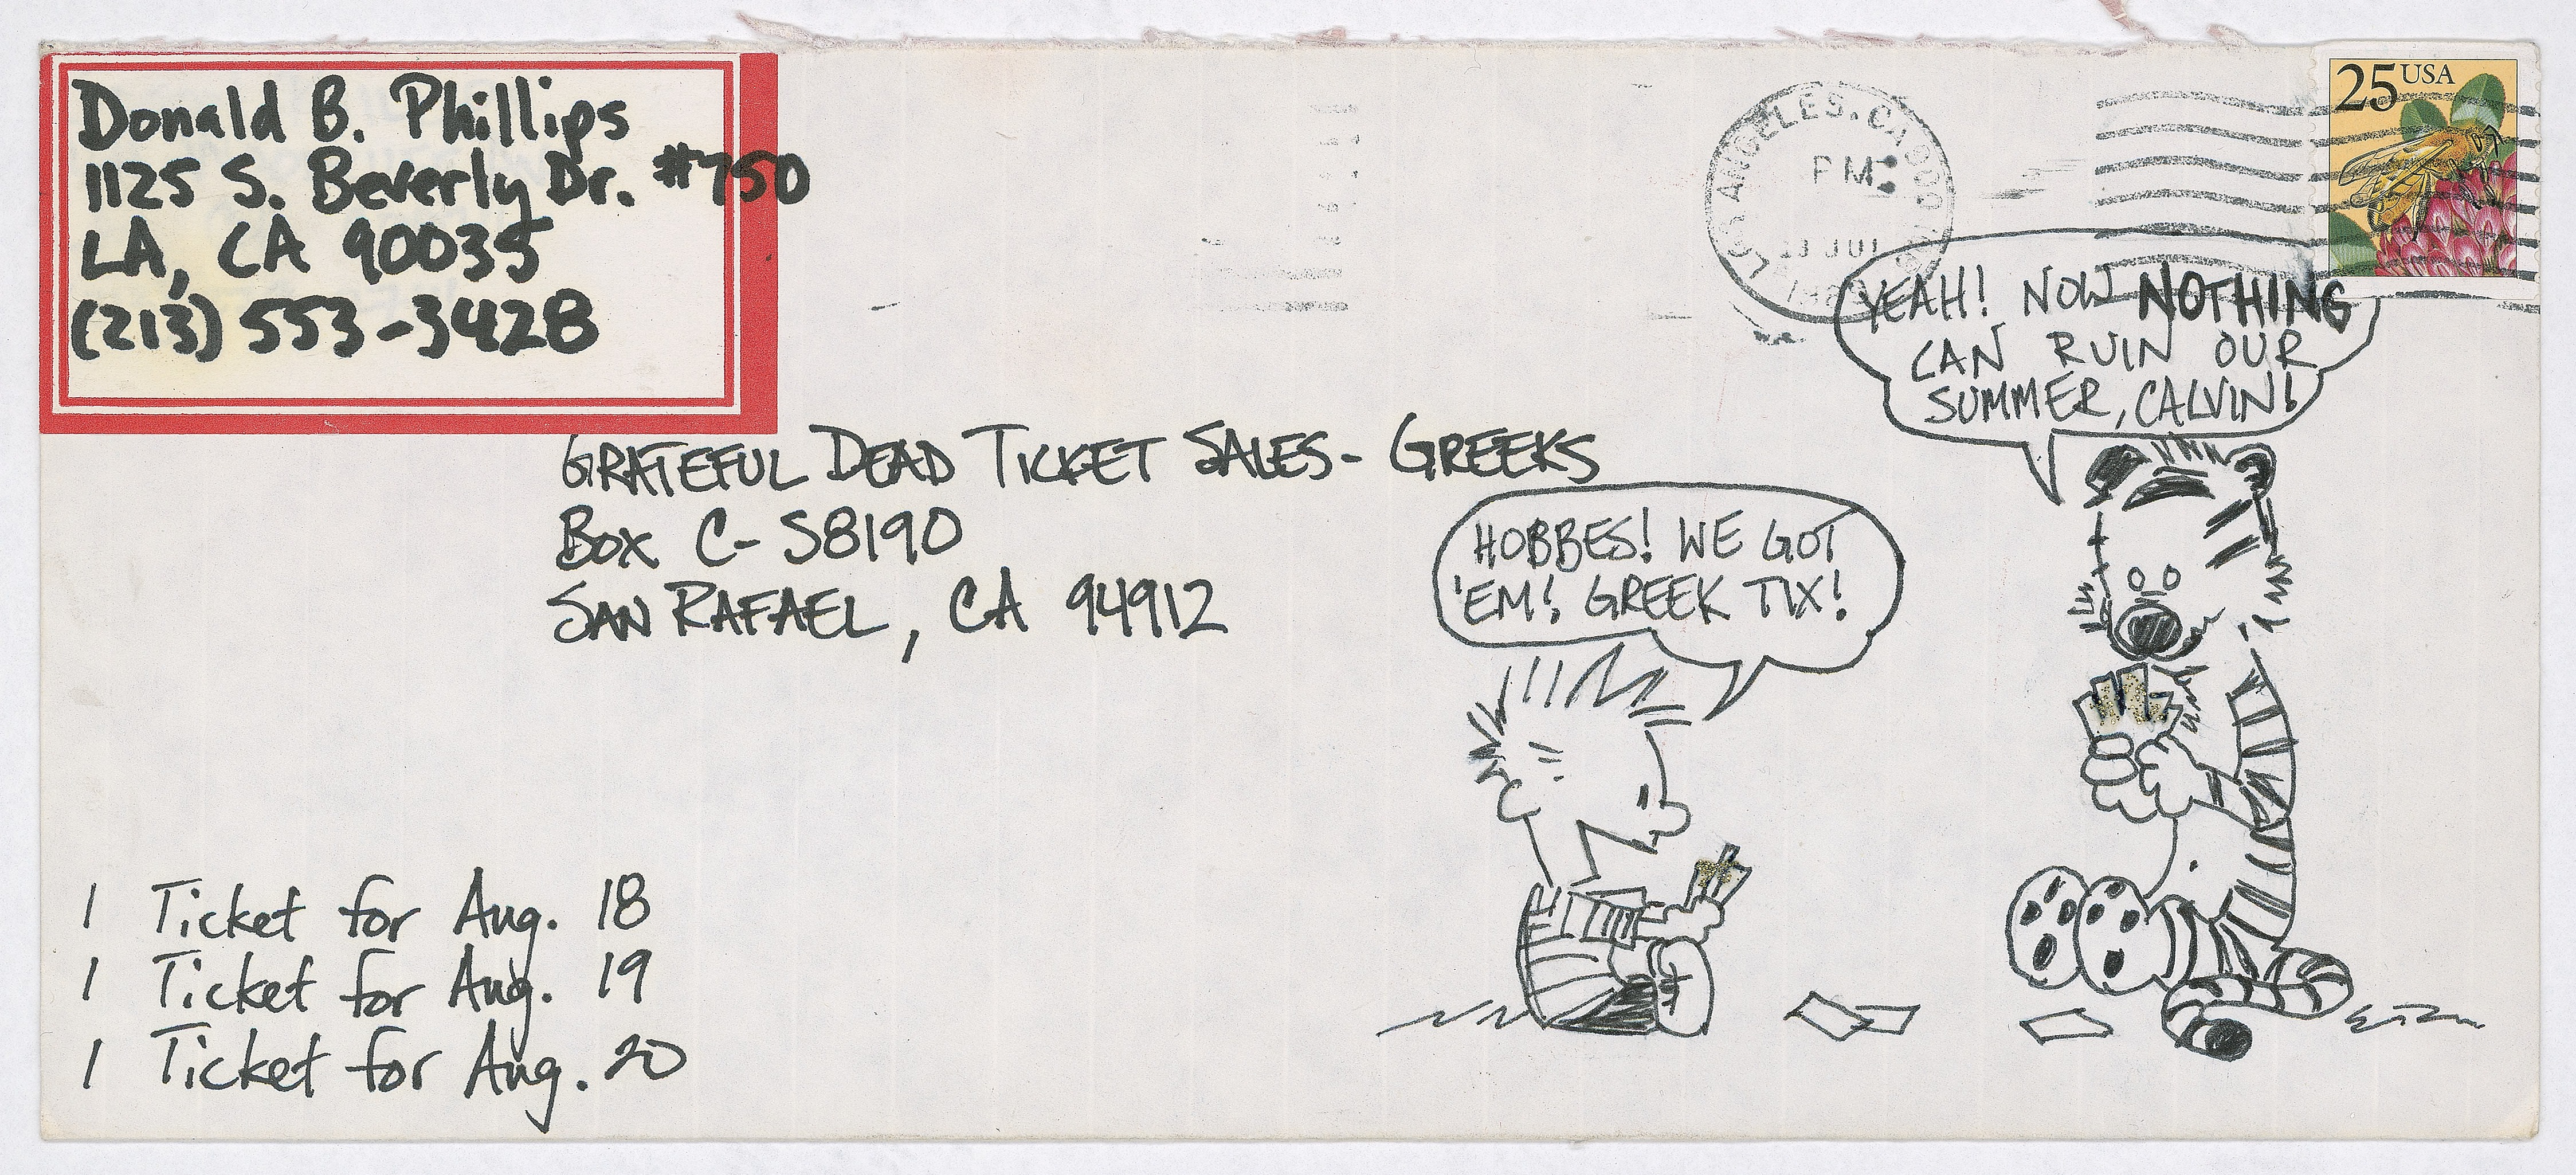 Donald B. Phillips
1125 S. Beverly Dr. #750
LA, CA 90035
(213) 553-3428
LOS ANGELES, CA
PM
JUL
25 USA
YEAH! NOW NOTHING
CAN RUIN OUR
SUMMER, CALVIN!
GRATEFUL DEAD TICKET SALES - GREEKS
BOX C-S8190
SAN RAFAEL, CA 94912
HOBBES! WE GOT
'EM! GREEK TIX!
1 Ticket for Aug. 18
1 Ticket for Aug. 19
1 Ticket for Aug. 20